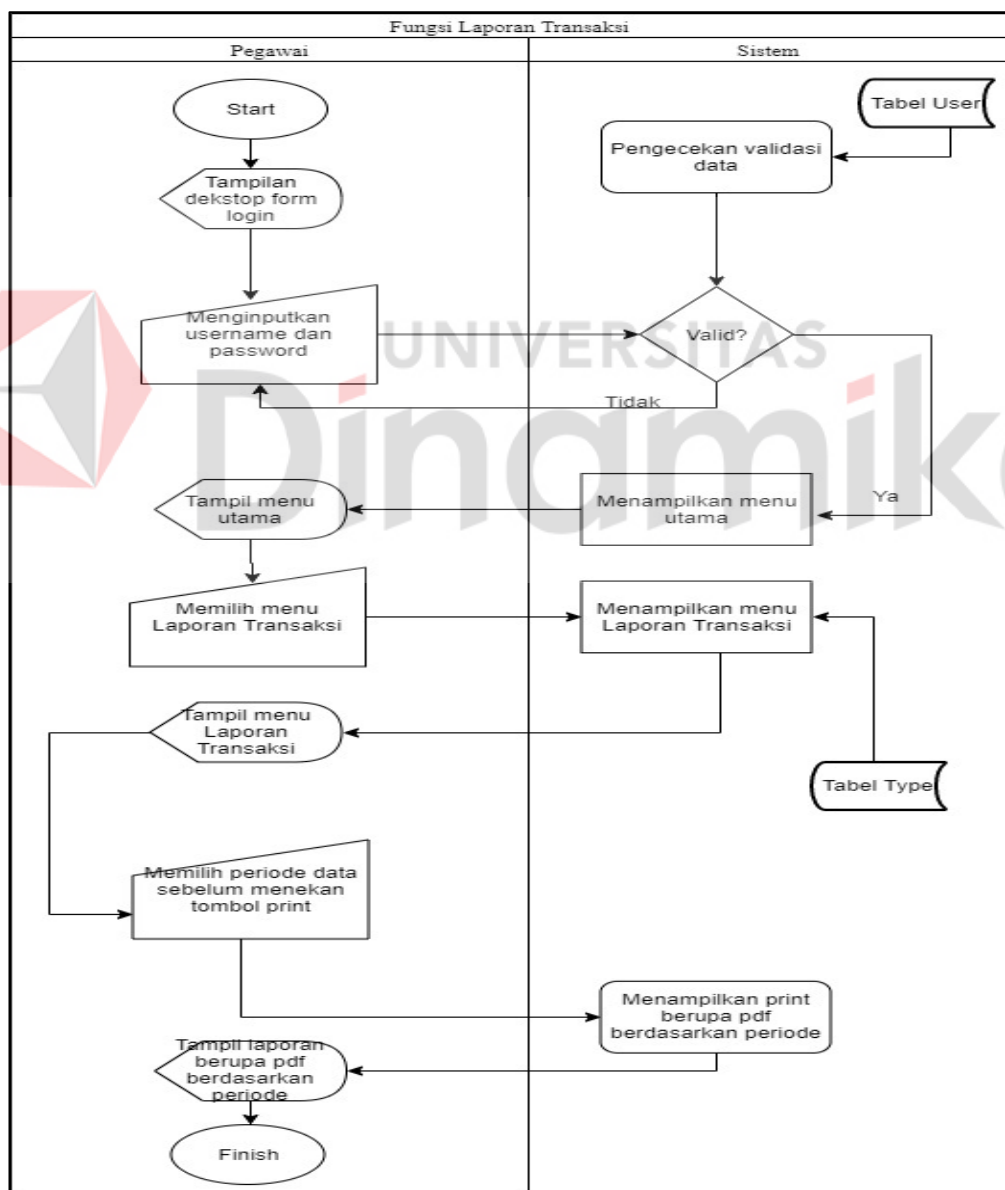 Fungsi Laporan Transaksi
Pegawai
Sistem
Start
Tabel User
Pengecekan validasi
data
Tampilan
dekstop form
login
Menginputkan
username dan
password
Valid?
UNIVERSITAS
Dinamika
Tidak
Ya
Tampil menu
utama
Menampilkan menu
utama
Memilih menu
Laporan Transaksi
Menampilkan menu
Laporan Transaksi
Tampil menu
Laporan
Transaksi
Tabel Type
Memilih periode data
sebelum menekan
tombol print
Menampilkan print
berupa pdf
berdasarkan periode
Tampil laporan
berupa pdf
berdasarkan
periode
Finish